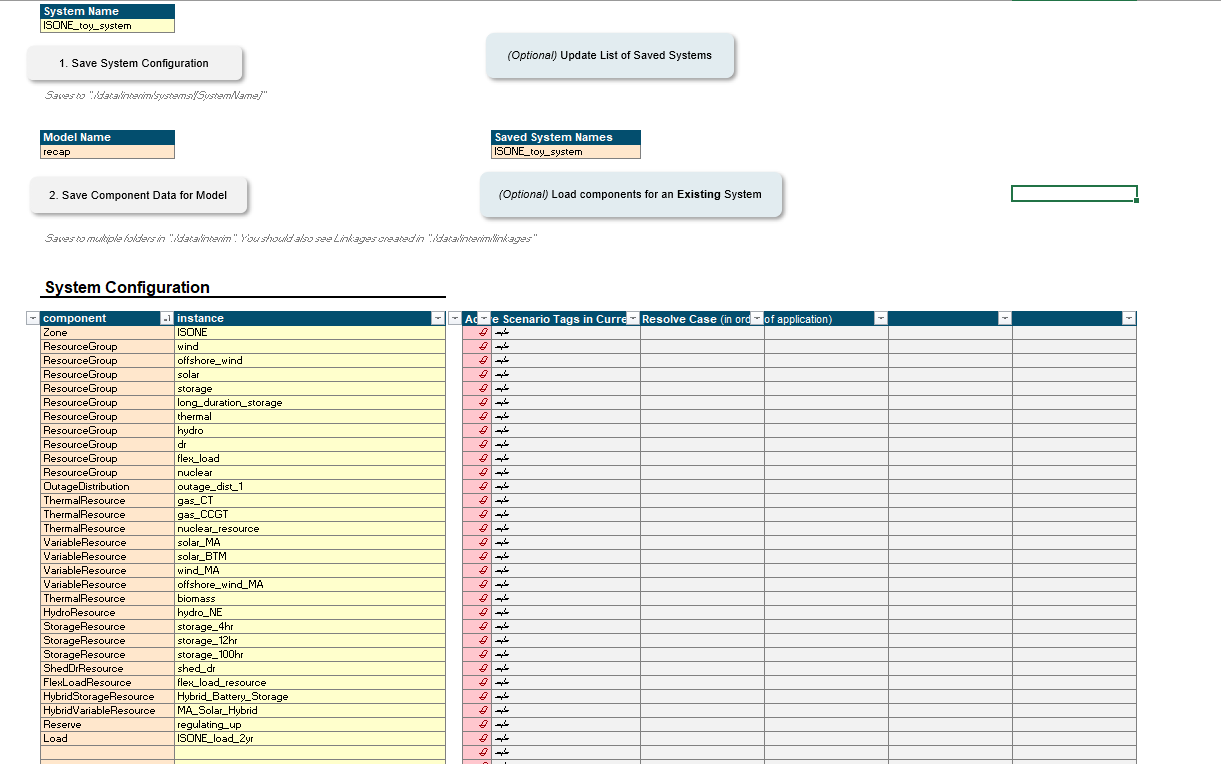 System Name
ISONE_toy_system
1. Save System Configuration
(Optional) Update List of Saved Systems
Saves to "./data/interim/systems/[SystemName]"
Model Name
recap
Saved System Names
ISONE_toy_system
2. Save Component Data for Model
(Optional) Load components for an Existing System
Saves to multiple folders in "./data/interim". You should also see Linkages created in "./data/interim/linkages"
System Configuration
component instance
Resolve Case (in ord of application)
Zone ISONE
ResourceGroup wind
ResourceGroup offshore_wind
ResourceGroup solar
ResourceGroup storage
ResourceGroup long_duration_storage
ResourceGroup thermal
ResourceGroup hydro
ResourceGroup dr
ResourceGroup flex_load
ResourceGroup nuclear
OutageDistribution outage_dist_1
ThermalResource gas_CT
ThermalResource gas_CCGT
ThermalResource nuclear_resource
VariableResource solar_MA
VariableResource solar_BTM
VariableResource wind_MA
VariableResource offshore_wind_MA
ThermalResource biomass
HydroResource hydro_NE
StorageResource storage_4hr
StorageResource storage_12hr
StorageResource storage_100hr
ShedDrResource shed_dr
FlexLoadResource flex_load_resource
HybridStorageResource Hybrid_Battery_Storage
HybridVariableResource MA_Solar_Hybrid
Reserve regulating_up
Load ISONE_load_2yr